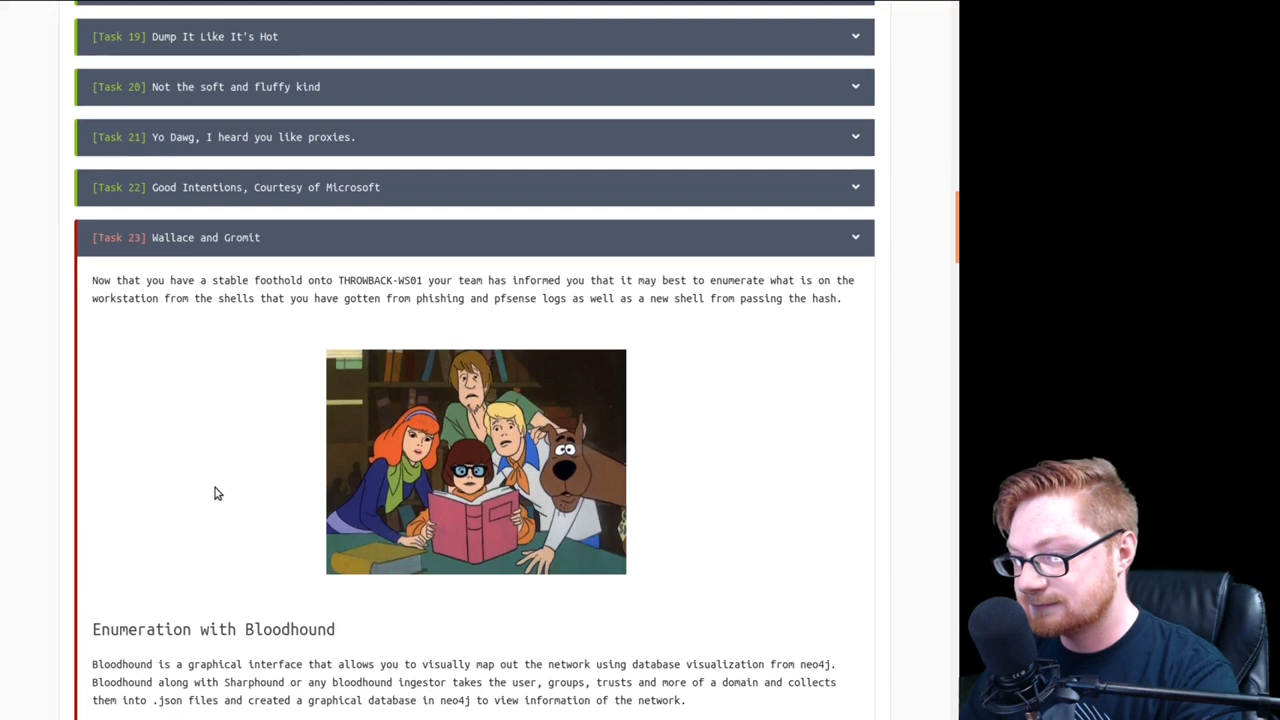 [Task 19] Dump It Like It's Hot
[Task 20] Not the soft and fluffy kind
[Task 21] Yo Dawg, I heard you like proxies.
[Task 22] Good Intentions, Courtesy of Microsoft
[Task 23] Wallace and Gromit
Now that you have a stable foothold onto THROWBACK-WS01 your team has informed you that it may best to enumerate what is on the
workstation from the shells that you have gotten from phishing and pfsense logs as well as a new shell from passing the hash.
Enumeration with Bloodhound
Bloodhound is a graphical interface that allows you to visually map out the network using database visualization from neo4j.
Bloodhound along with Sharphound or any bloodhound ingestor takes the user, groups, trusts and more of a domain and collects
them into .json files and created a graphical database in neo4j to view information of the network.